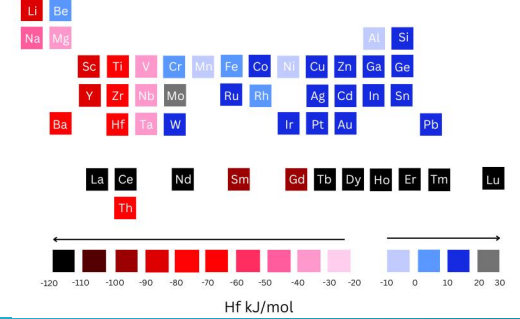 Li Be
Na Mg Al Si
Sc Ti V Cr Mn Fe Co Ni Cu Zn Ga Ge
Y Zr Nb Mo Ru Rh Ag Cd In Sn
Ba Hf Ta W Ir Pt Au Pb
La Ce Nd Sm Gd Tb Dy Ho Er Tm Lu
Th
-120 -110 -100 -90 -80 -70 -60 -50 -40 -30 -20 -10 0 10 20 30
Hf kJ/mol